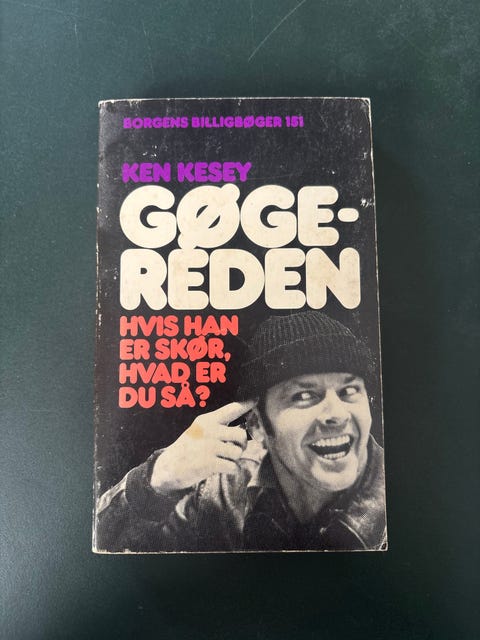 BORGENS BILLIGBØGER 151
KEN KESEY
GØGE-
REDEN
HVIS HAN
ER SKØR,
HVAD ER
DU SÅ?